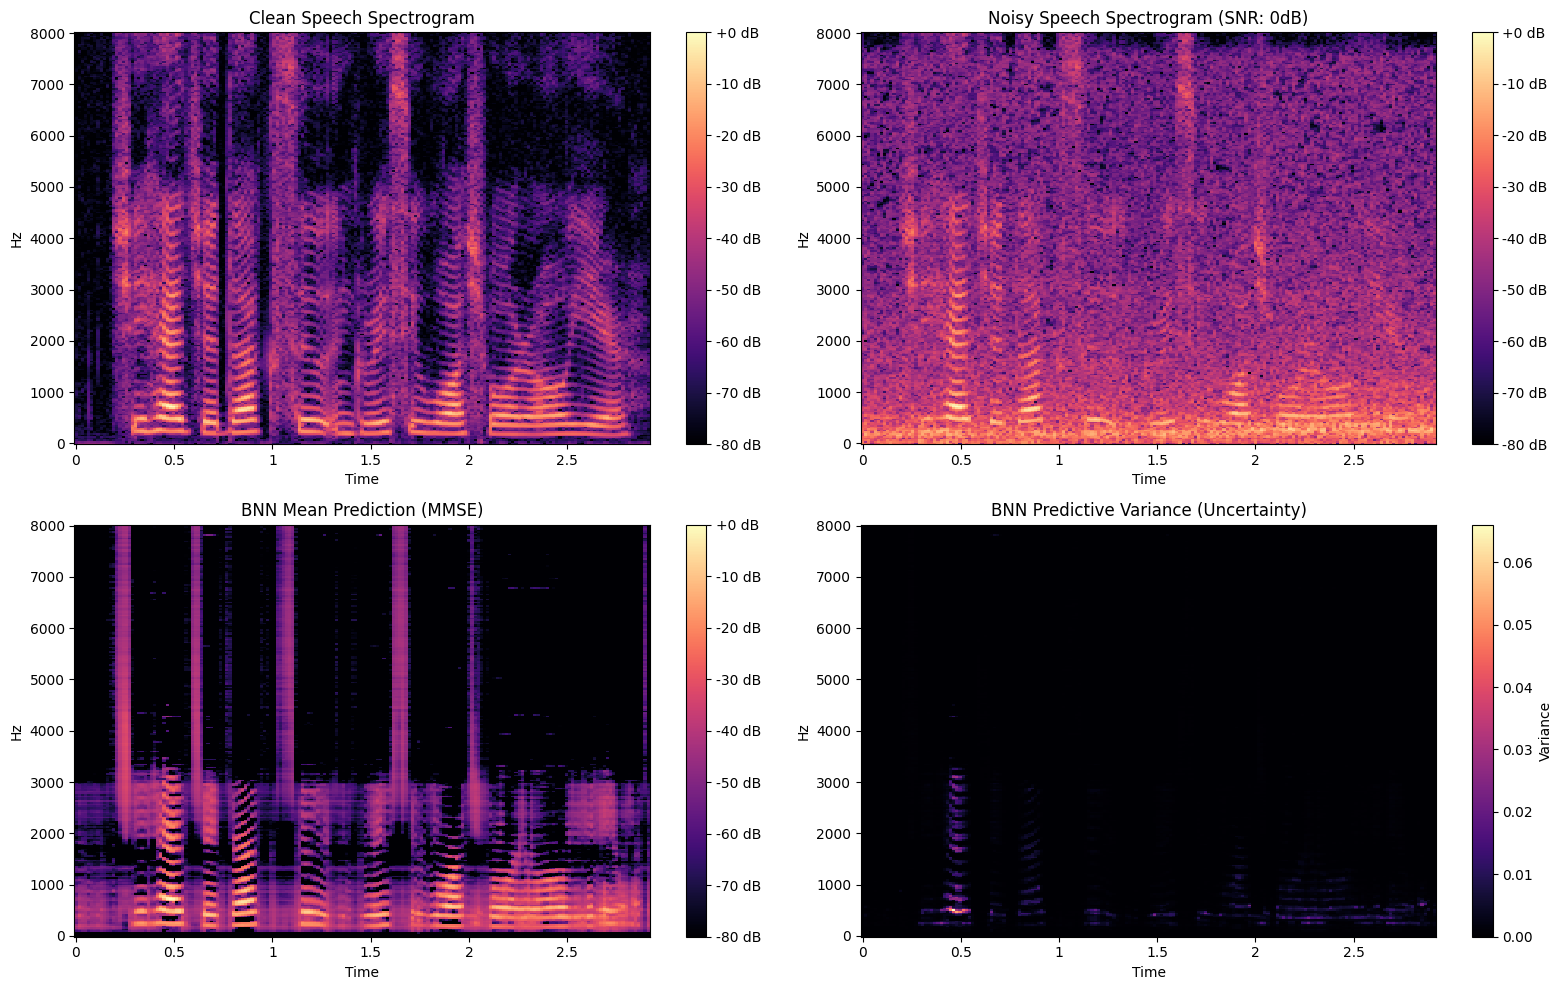 Clean Speech Spectrogram
8000
7000
6000
5000
4000
3000
2000
1000
0
Hz
0
0.5
1
1.5
2
2.5
Time
+0 dB
-10 dB
-20 dB
-30 dB
-40 dB
-50 dB
-60 dB
-70 dB
-80 dB
Noisy Speech Spectrogram (SNR: 0dB)
8000
7000
6000
5000
4000
3000
2000
1000
0
Hz
0
0.5
1
1.5
2
2.5
Time
+0 dB
-10 dB
-20 dB
-30 dB
-40 dB
-50 dB
-60 dB
-70 dB
-80 dB
BNN Mean Prediction (MMSE)
8000
7000
6000
5000
4000
3000
2000
1000
0
Hz
0
0.5
1
1.5
2
2.5
Time
+0 dB
-10 dB
-20 dB
-30 dB
-40 dB
-50 dB
-60 dB
-70 dB
-80 dB
BNN Predictive Variance (Uncertainty)
8000
7000
6000
5000
4000
3000
2000
1000
0
Hz
0
0.5
1
1.5
2
2.5
Time
0.06
0.05
0.04
0.03
0.02
0.01
0.00
Variance